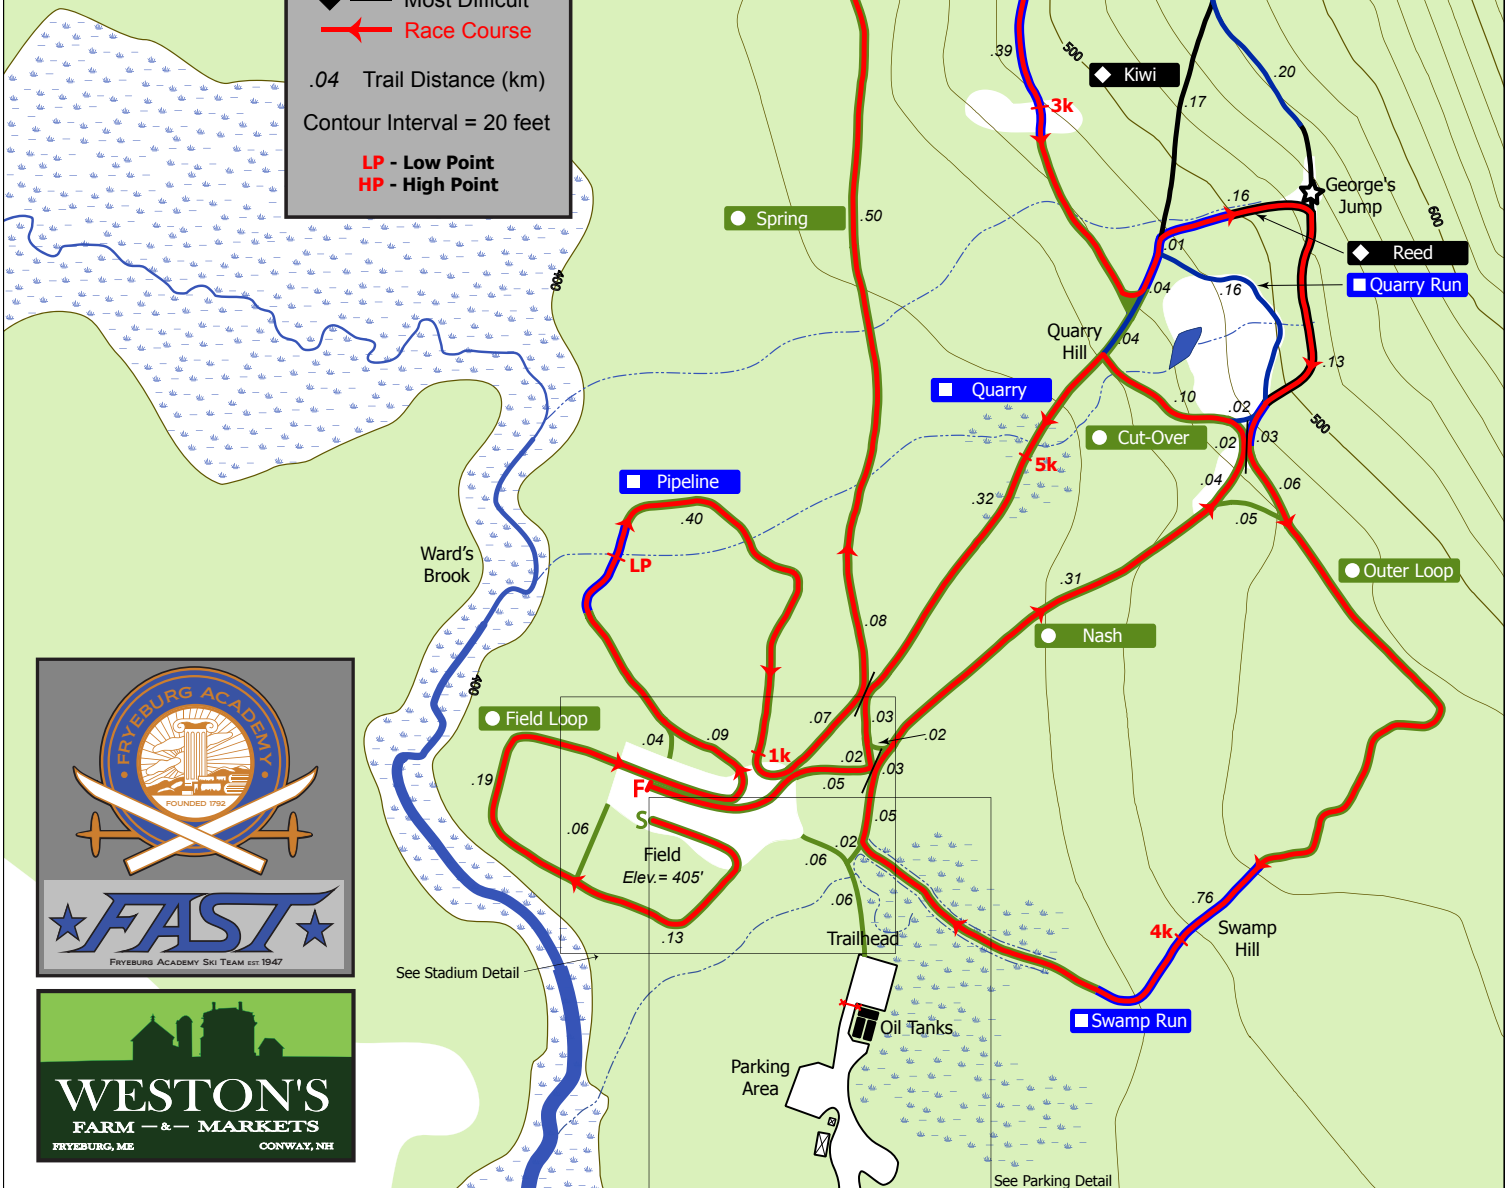 Most Difficult
Race Course
.04 Trail Distance (km)
Contour Interval = 20 feet
LP - Low Point
HP - High Point
.39
500
3k
Kiwi
.17
.20
George's
Jump
.16
600
Reed
Quarry Run
Spring
.50
.01
.04
.16
400
Quarry
Hill
.04
.13
Quarry
.10
.02
Cut-Over
.02
.03
500
5k
.32
.04
.06
.05
Pipeline
.40
LP
Ward's
Brook
Outer Loop
.31
Nash
.08
400
Field Loop
.07
.03
.02
.04
.09
1k
.02
.03
.05
.19
F
S
.05
.06
Field
Elev.= 405'
.02
.06
.06
.13
Trailhead
.76
4k
Swamp
Hill
See Stadium Detail
Swamp Run
Oil Tanks
Parking
Area
See Parking Detail
FRYEBURG ACADEMY
FOUNDED 1792
FAST
FRYEBURG ACADEMY SKI TEAM EST. 1947
WESTON'S
FARM -&- MARKETS
FRYEBURG, ME CONWAY, NH